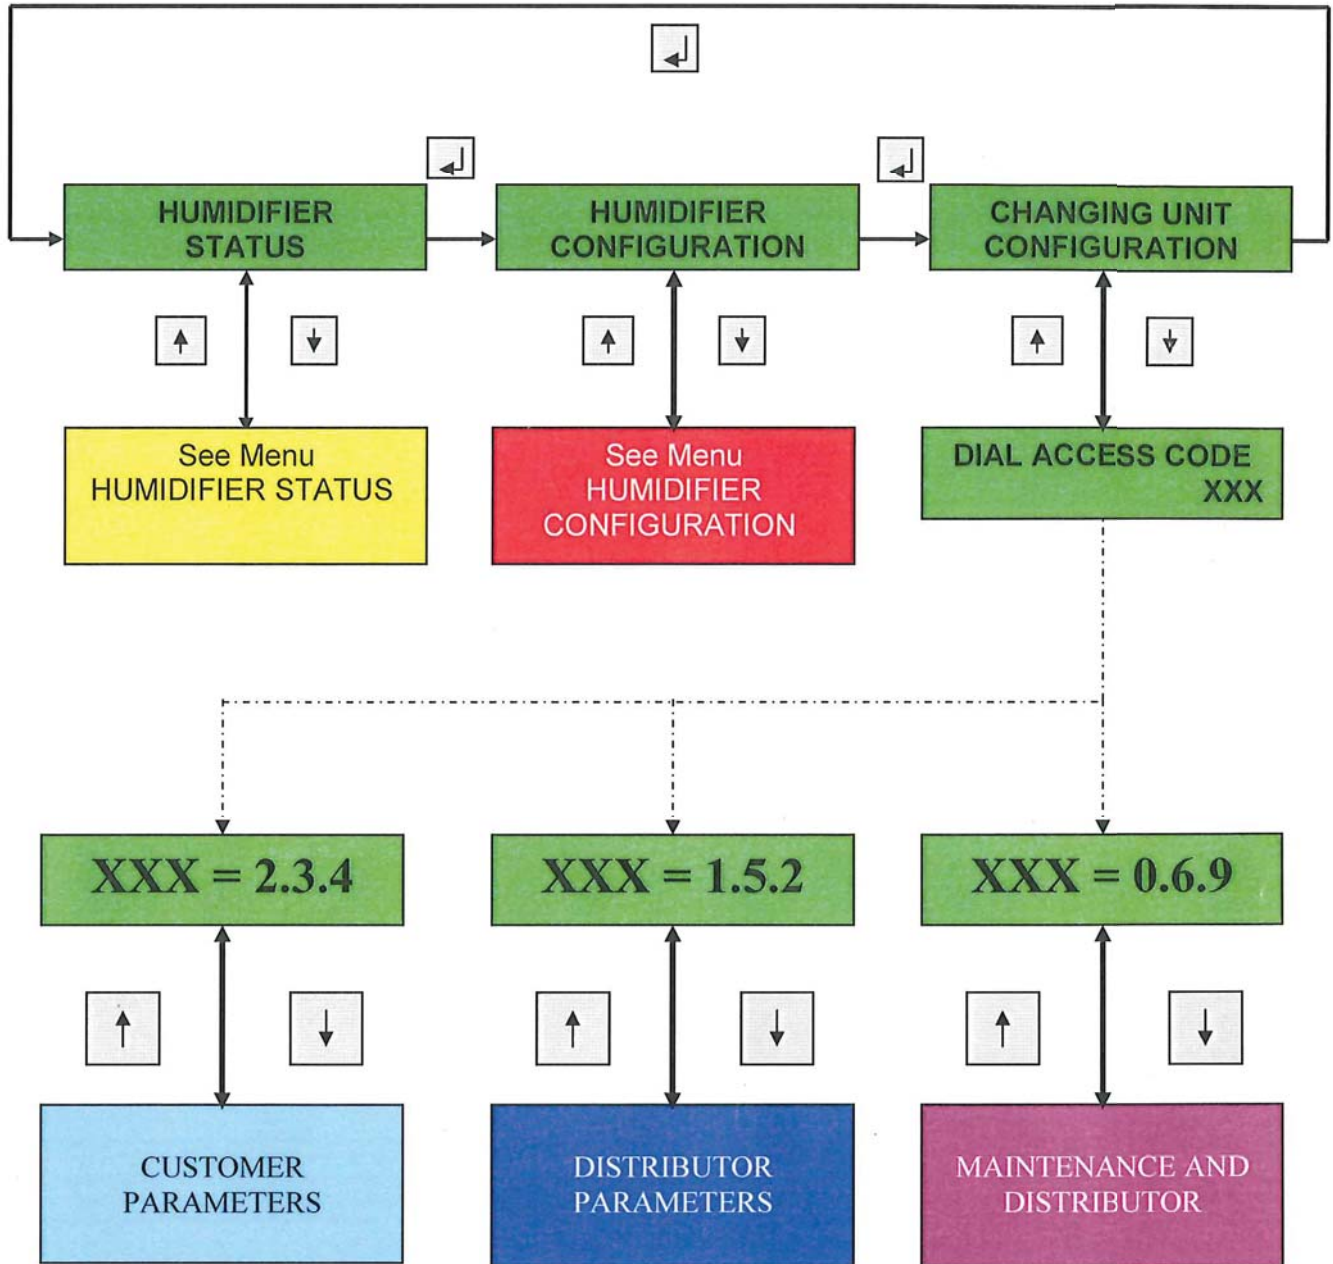 HUMIDIFIER
STATUS
HUMIDIFIER
CONFIGURATION
CHANGING UNIT
CONFIGURATION
See Menu
HUMIDIFIER STATUS
See Menu
HUMIDIFIER
CONFIGURATION
DIAL ACCESS CODE
XXX
XXX = 2.3.4
XXX = 1.5.2
XXX = 0.6.9
CUSTOMER
PARAMETERS
DISTRIBUTOR
PARAMETERS
MAINTENANCE AND
DISTRIBUTOR